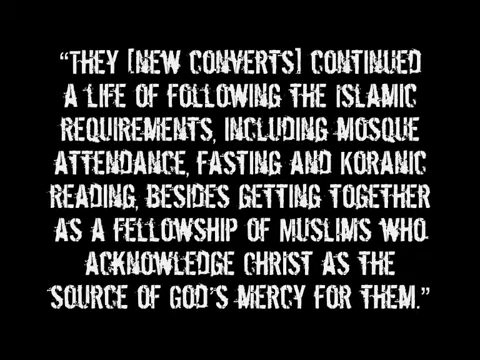 “THEY [NEW CONVERTS] CONTINUED
A LIFE OF FOLLOWING THE ISLAMIC
REQUIREMENTS, INCLUDING MOSQUE
ATTENDANCE, FASTING AND KORANIC
READING, BESIDES GETTING TOGETHER
AS A FELLOWSHIP OF MUSLIMS WHO
ACKNOWLEDGE CHRIST AS THE
SOURCE OF GOD’S MERCY FOR THEM.”